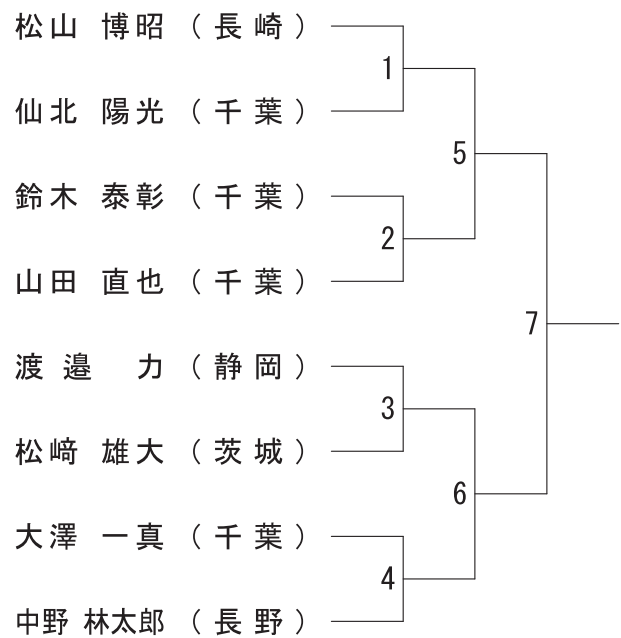 松山 博昭 （長崎）
1
仙北 陽光 （千葉）
5
鈴木 泰彰 （千葉）
2
山田 直也 （千葉）
7
渡邉 力 （静岡）
3
松﨑 雄大 （茨城）
6
大澤 一真 （千葉）
4
中野 林太郎 （長野）